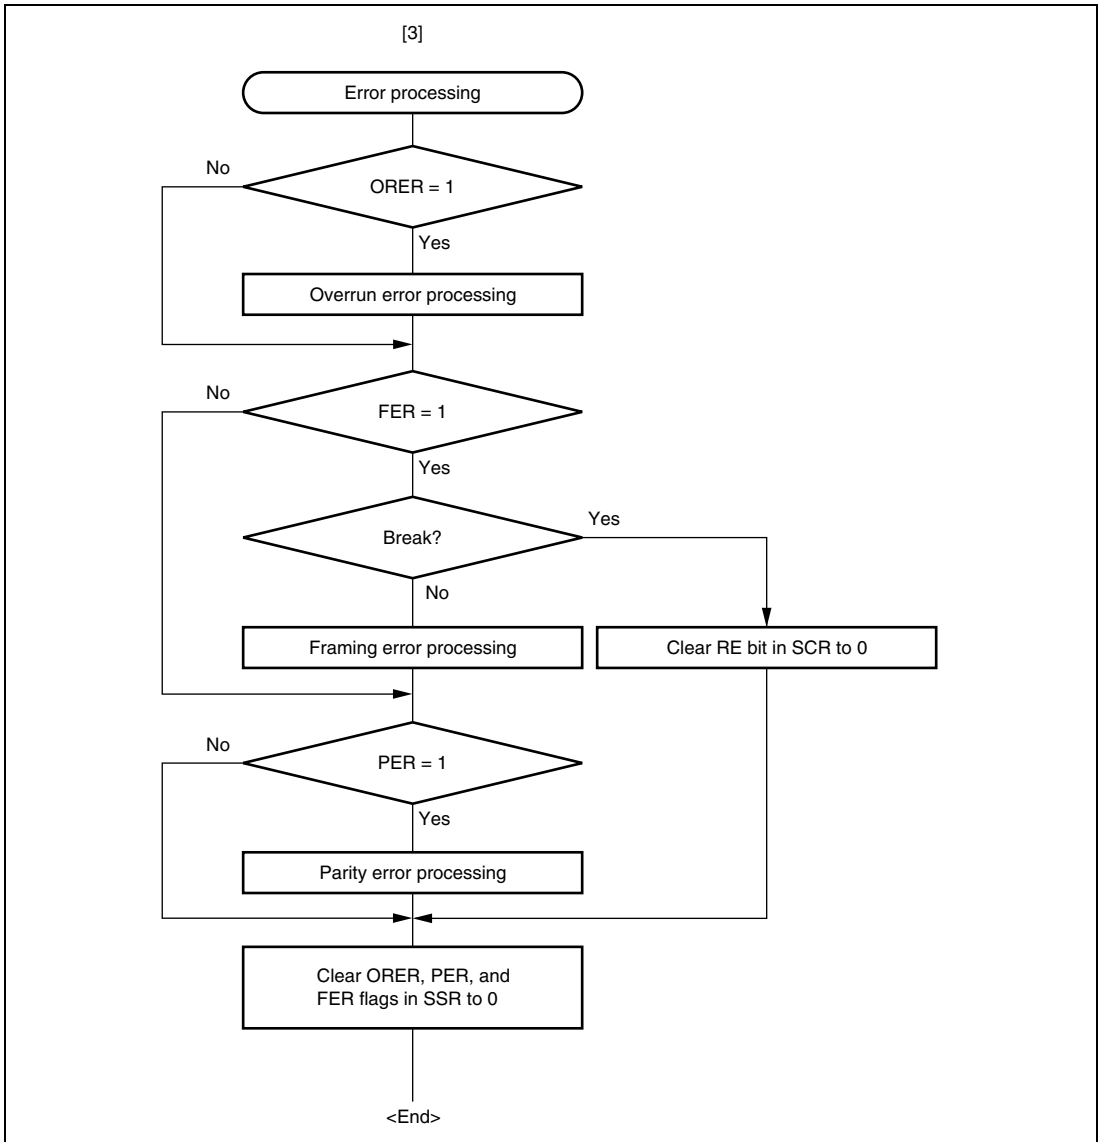 [3]
Error processing
No
ORER = 1
Yes
Overrun error processing
No
FER = 1
Yes
Break?
Yes
No
Framing error processing
Clear RE bit in SCR to 0
No
PER = 1
Yes
Parity error processing
Clear ORER, PER, and
FER flags in SSR to 0
<End>